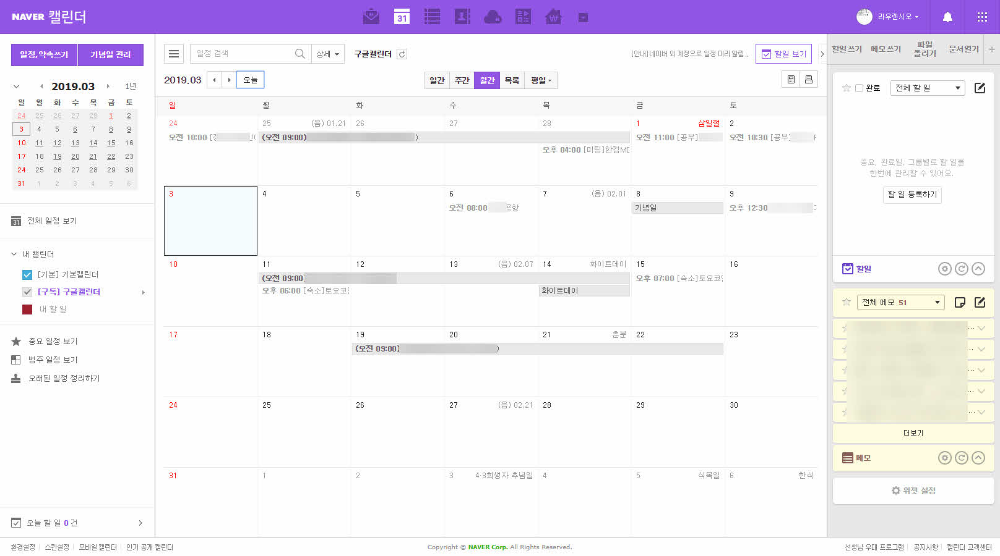 NAVER 캘린더
31
라우렌시오
일정,약속쓰기 기념일 관리
2019.03 1년
일 월 화 수 목 금 토
24 25 26 27 28 1 2
3 4 5 6 7 8 9
10 11 12 13 14 15 16
17 18 19 20 21 22 23
24 25 26 27 28 29 30
31 1 2 3 4 5 6
31 전체 일정 보기
내 캘린더
[기본] 기본캘린더
[구독] 구글캘린더
내 할 일
중요 일정 보기
범주 일정 보기
오래된 일정 정리하기
오늘 할 일 0 건
일정 검색 상세 구글캘린더
[안내]네이버 외 계정으로 일정 미리 알림..
할일 보기
2019.03 오늘
일간 주간 월간 목록 평일
일 월 화 수 목 금 토
24 25 (음) 01.21 26 27 28 1 삼일절 2
오전 10:00 (오전 09:00) ) 오전 11:00 [공부] 오전 10:30 [공부]
오후 04:00 [미팅]한컴MD
3 4 5 6 7 (음) 02.01 8 9
오전 08:00 공항 기념일 오후 12:30
10 11 12 13 (음) 02.07 14 화이트데이 15 16
(오전 09:00) 오후 07:00 [숙소]토요코인
오후 06:00 [숙소]토요코인 화이트데이
17 18 19 20 21 춘분 22 23
(오전 09:00) )
24 25 26 27 (음) 02.21 28 29 30
31 1 2 3 4·3희생자 추념일 4 5 식목일 6 한식
할일쓰기 메모쓰기 파일 올리기 문서열기 +
완료 전체 할 일
중요, 완료일, 그룹별로 할 일을
한번에 관리할 수 있어요.
할 일 등록하기
할일
전체 메모 51
더보기
메모
위젯 설정
환경설정 스킨설정 모바일 캘린더 인기 공개 캘린더
Copyright © NAVER Corp. All Rights Reserved.
선생님 우대 프로그램 공지사항 캘린더 고객센터